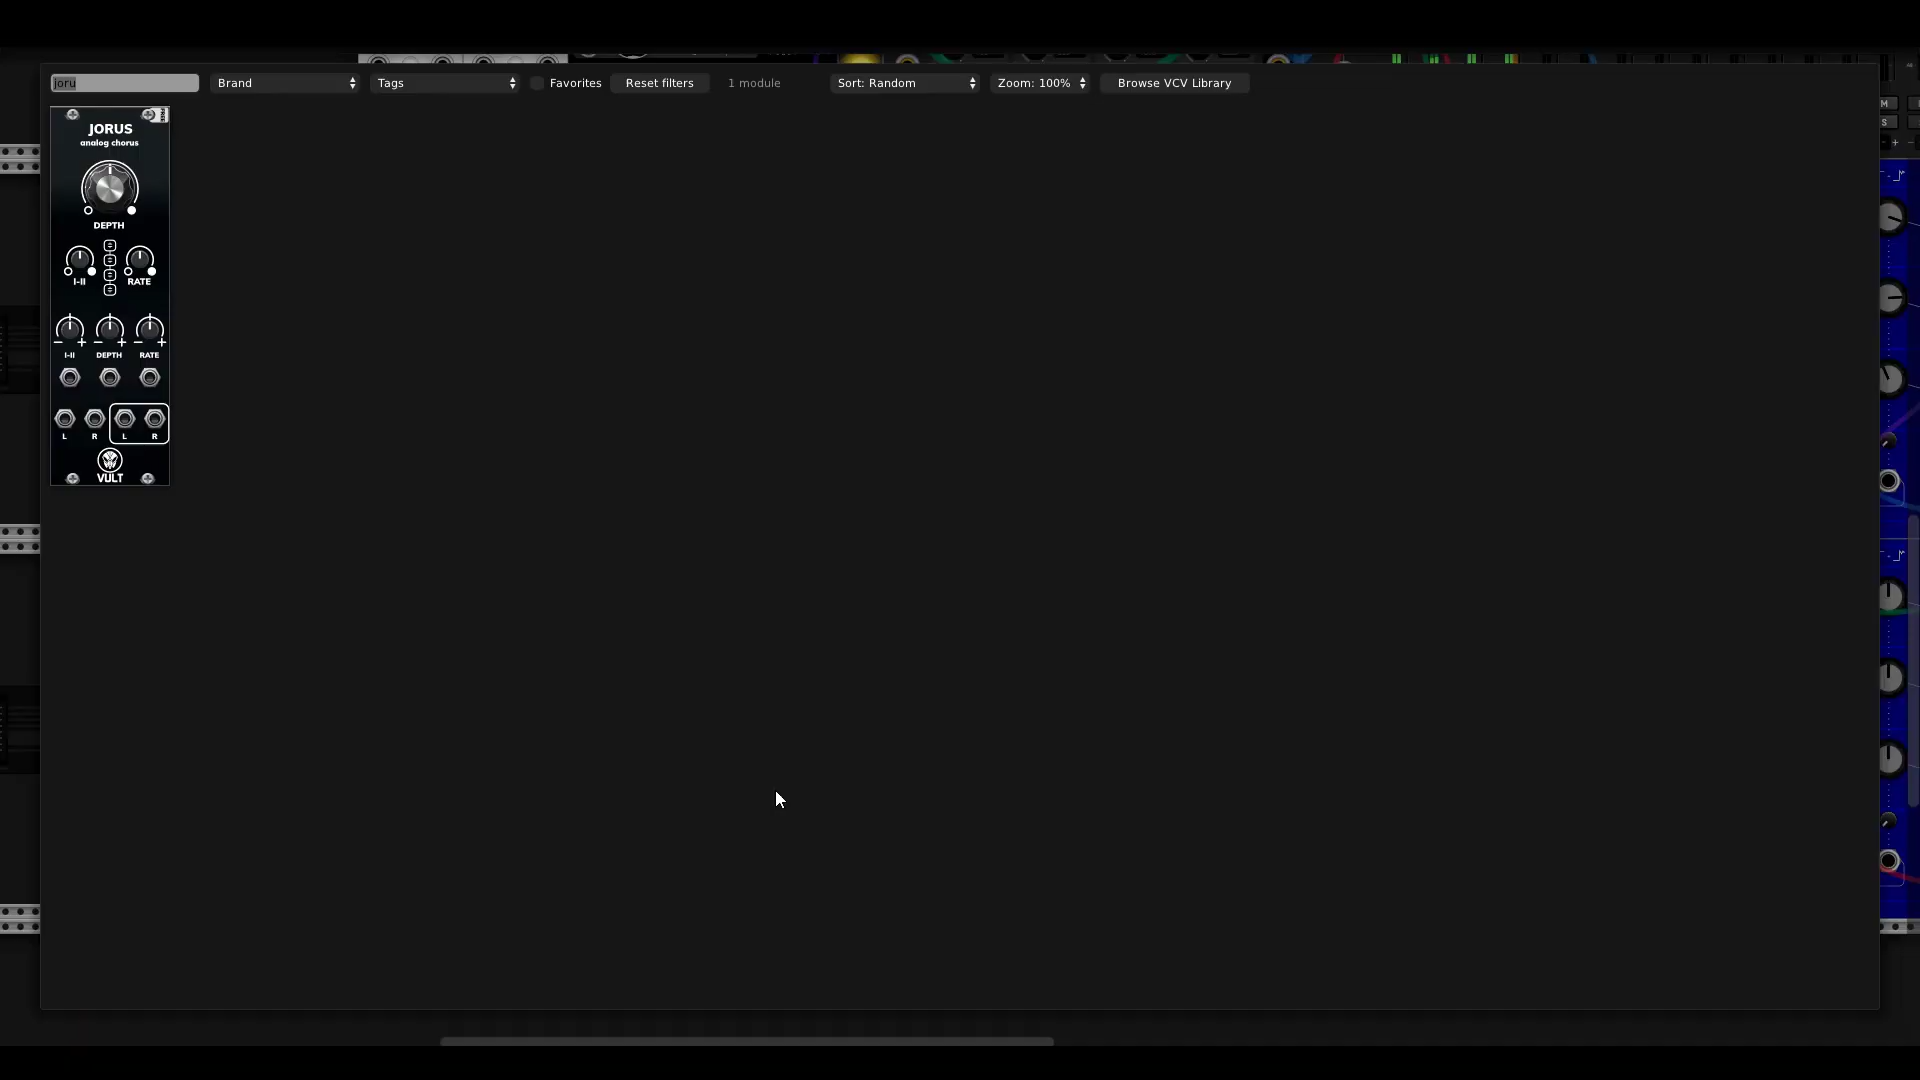 joru Brand Tags Favorites Reset filters 1 module Sort: Random Zoom: 100% Browse VCV Library
JORUS
analog chorus
DEPTH
I-II RATE
I-II DEPTH RATE
L R L R
VULT
M
S